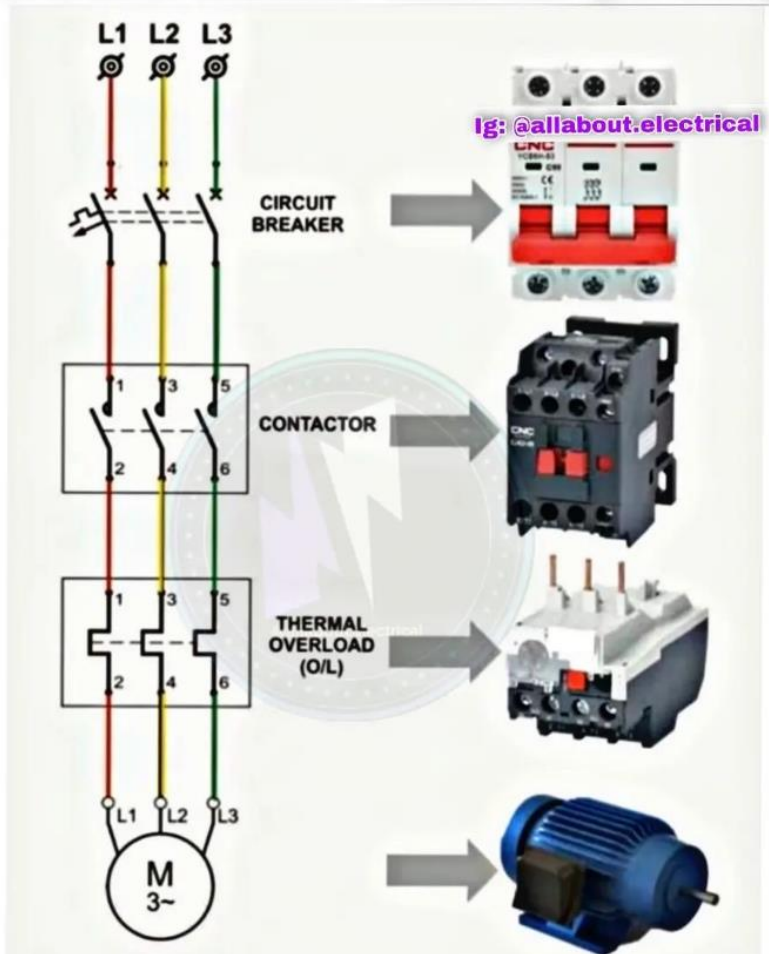 L1 L2 L3
Ig: @allabout.electrical
CNC
CIRCUIT
BREAKER
1 3 5
CONTACTOR
CNC
2 4 6
1 3 5
THERMAL
OVERLOAD
(O/L)
2 4 6
L1 L2 L3
M
3~